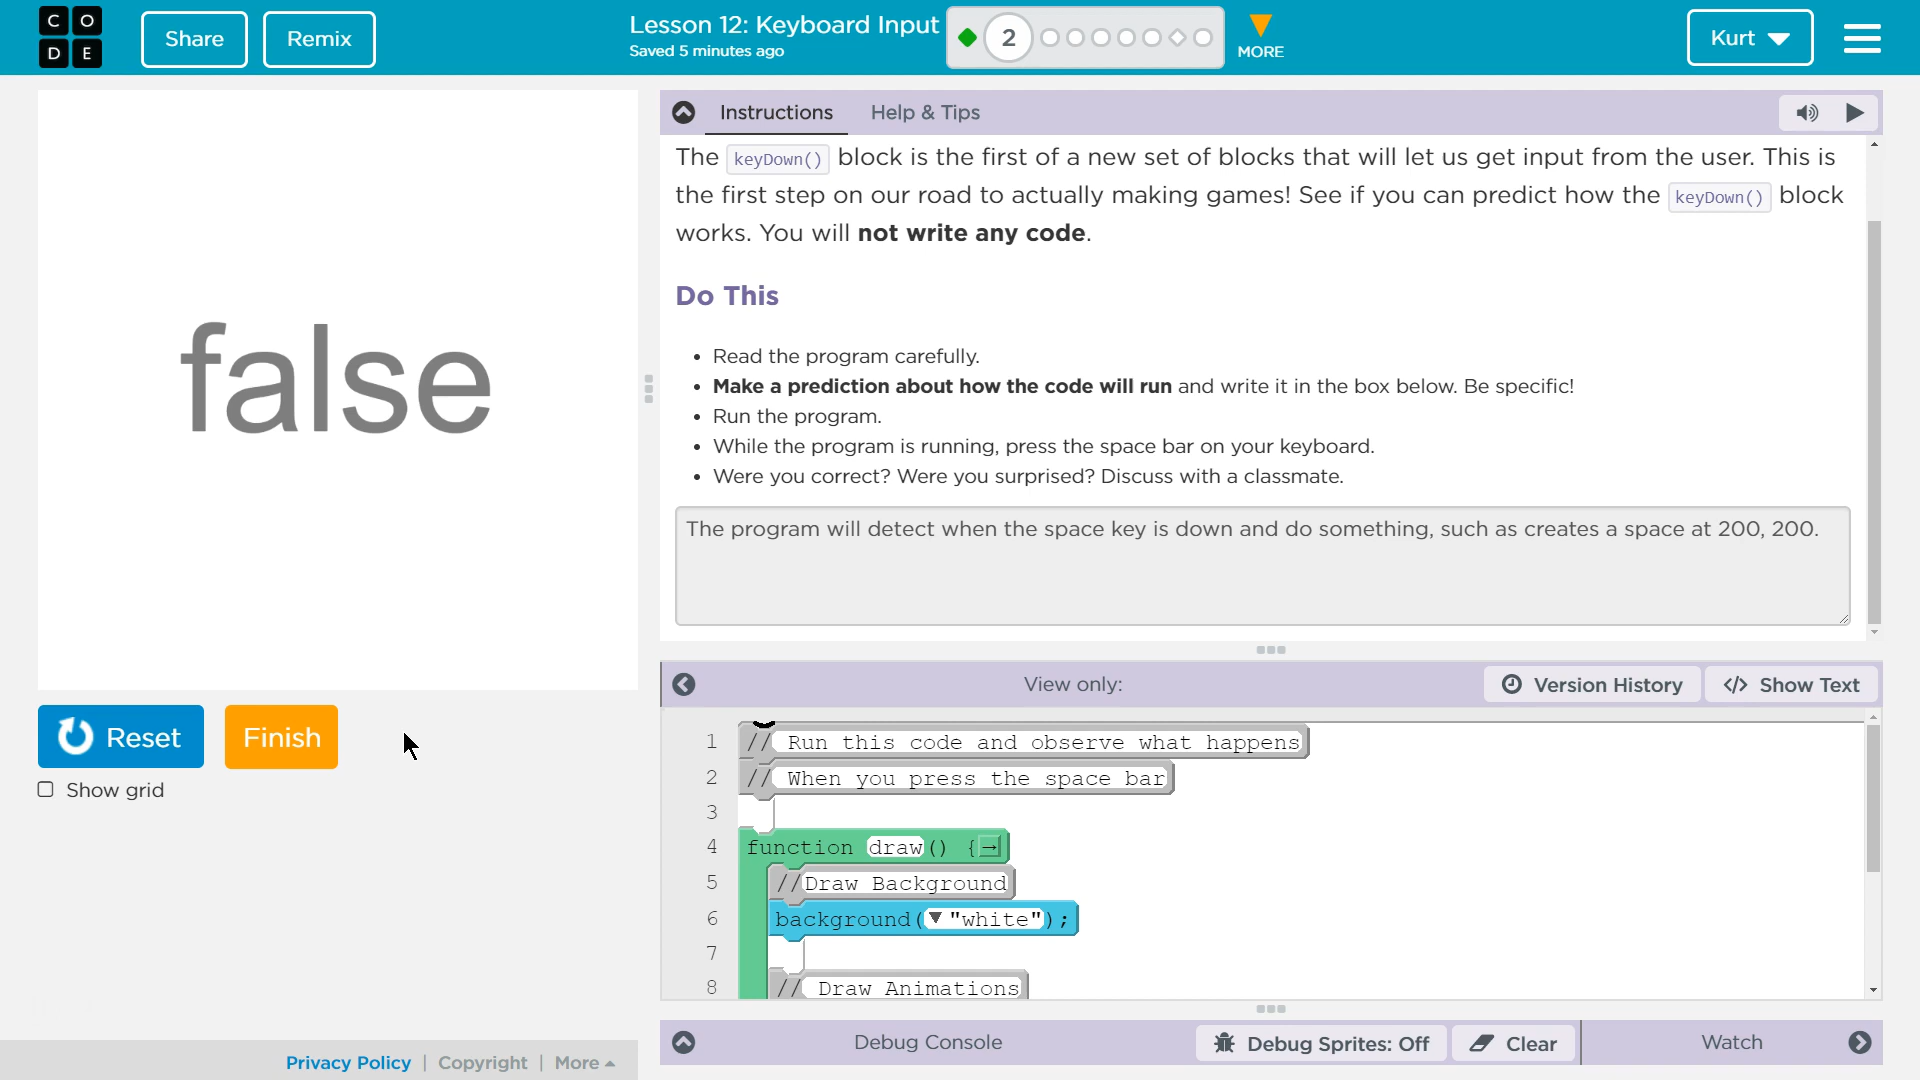 CODE
Share
Remix
Lesson 12: Keyboard Input
Saved 5 minutes ago
2
MORE
Kurt
Instructions
Help & Tips
The keyDown() block is the first of a new set of blocks that will let us get input from the user. This is
the first step on our road to actually making games! See if you can predict how the keyDown() block
works. You will not write any code.
Do This
• Read the program carefully.
• Make a prediction about how the code will run and write it in the box below. Be specific!
• Run the program.
• While the program is running, press the space bar on your keyboard.
• Were you correct? Were you surprised? Discuss with a classmate.
The program will detect when the space key is down and do something, such as creates a space at 200, 200.
false
Reset
Finish
Show grid
View only:
Version History
</> Show Text
1 // Run this code and observe what happens
2 // When you press the space bar
3
4 function draw() {→
5 //Draw Background
6 background(▼"white");
7
8 // Draw Animations
Debug Console
Debug Sprites: Off
Clear
Watch
Privacy Policy | Copyright | More